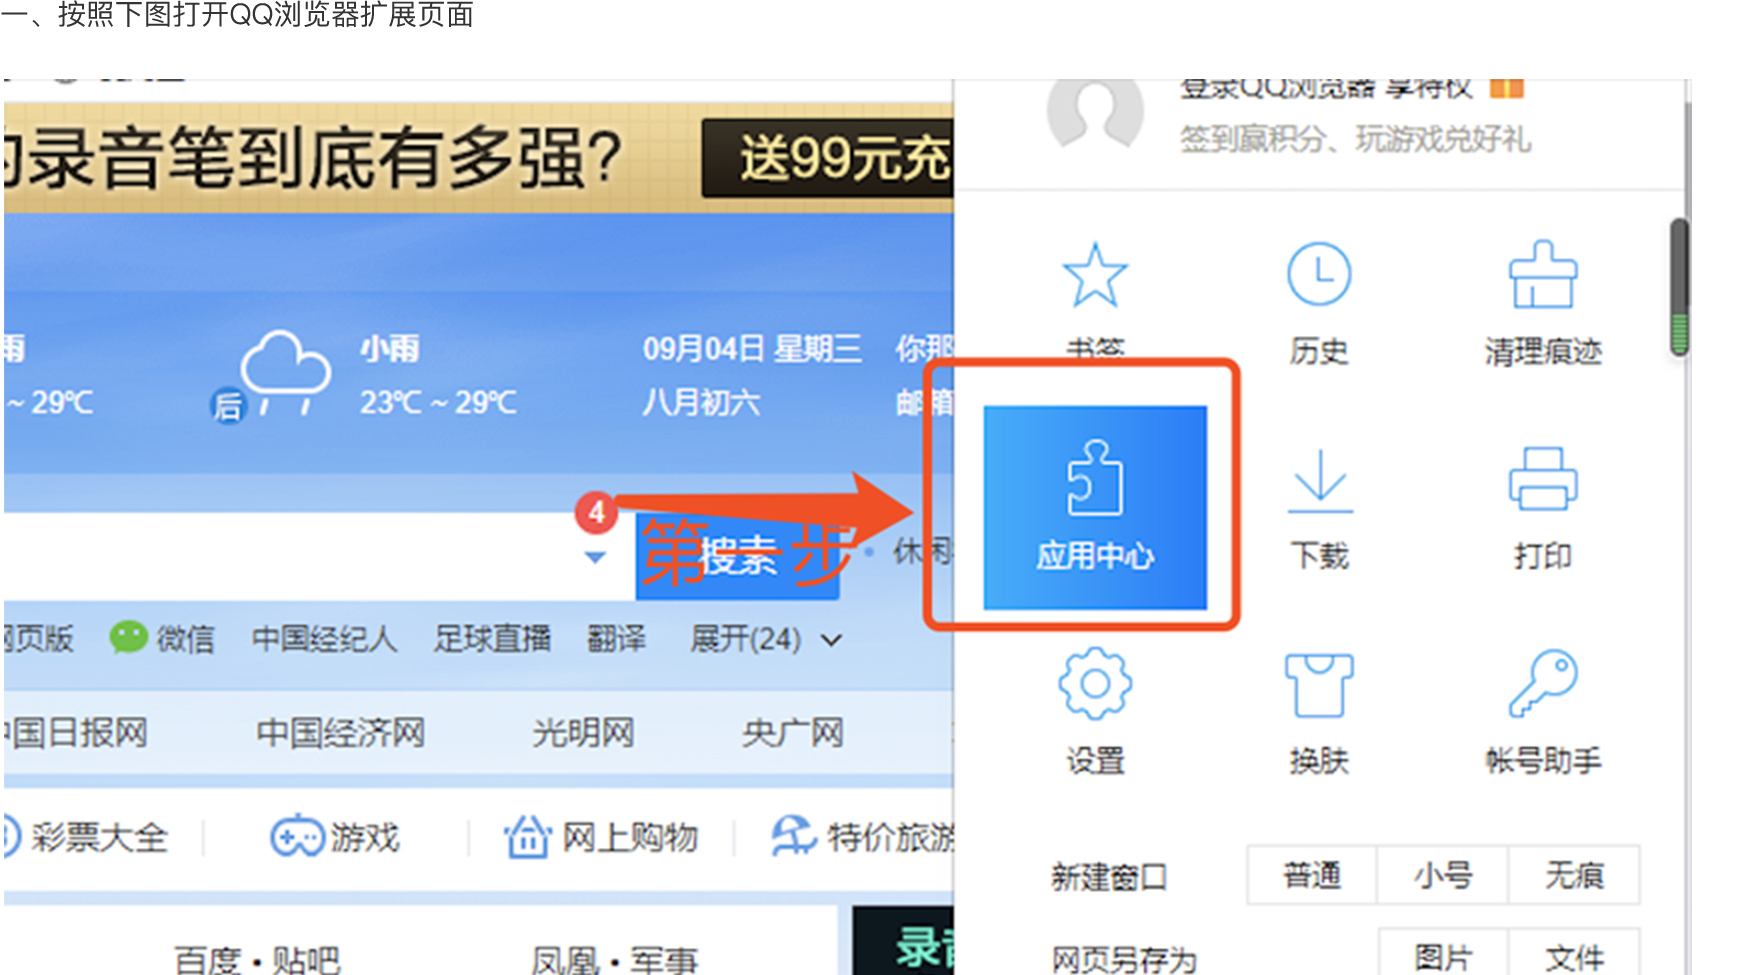 一、按照下图打开QQ浏览器扩展页面
登录QQ浏览器 享特权
签到赢积分、玩游戏兑好礼
的录音笔到底有多强?
送99元充
书签
历史
清理痕迹
雨
~ 29℃
后
小雨
23℃ ~ 29℃
09月04日 星期三
八月初六
你那
邮箱
应用中心
下载
打印
4
第一步
搜索
休闲
网页版
微信
中国经纪人
足球直播
翻译
展开(24)
设置
换肤
帐号助手
中国日报网
中国经济网
光明网
央广网
彩票大全
游戏
网上购物
特价旅游
新建窗口
普通
小号
无痕
百度·贴吧
凤凰·军事
录音
网页另存为
图片
文件